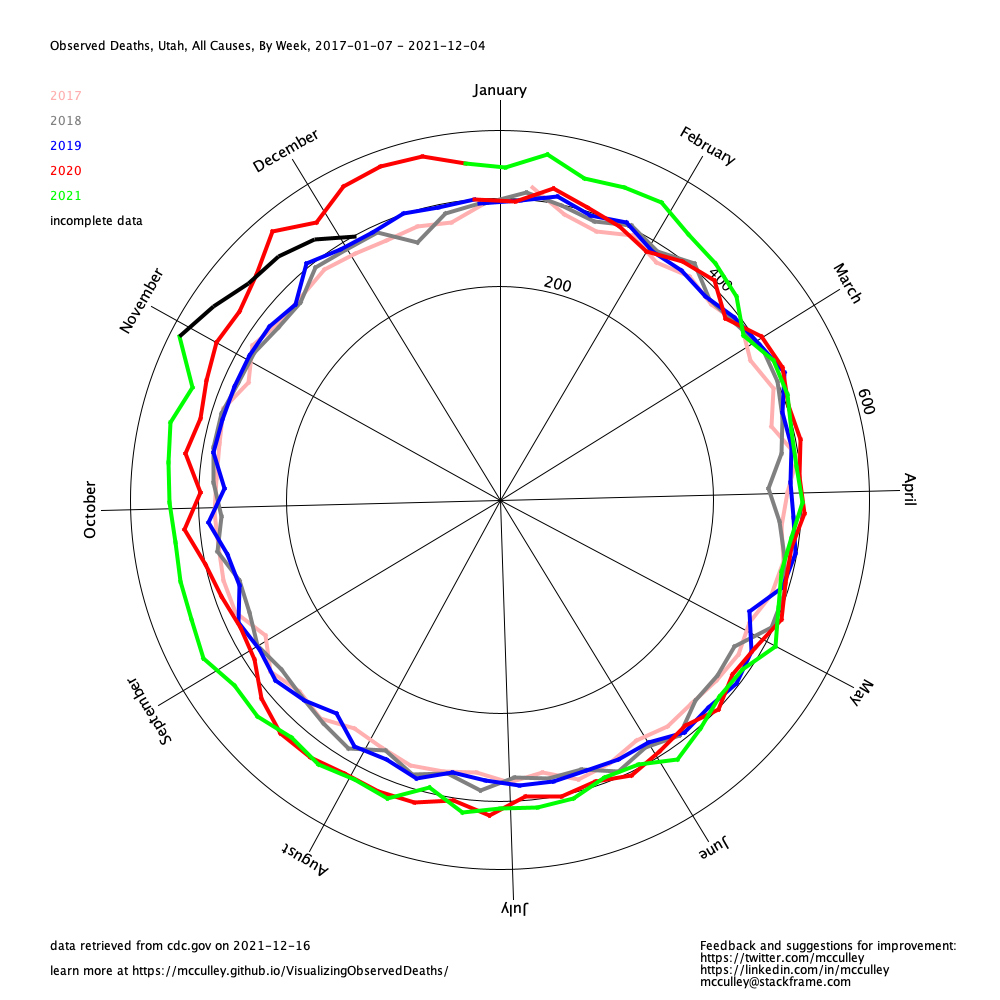 Observed Deaths, Utah, All Causes, By Week, 2017-01-07 - 2021-12-04
2017
2018
2019
2020
2021
incomplete data
January
February
March
April
May
June
July
August
September
October
November
December
200
400
600
data retrieved from cdc.gov on 2021-12-16
learn more at https://mcculley.github.io/VisualizingObservedDeaths/
Feedback and suggestions for improvement:
https://twitter.com/mcculley
https://linkedin.com/in/mcculley
mcculley@stackframe.com